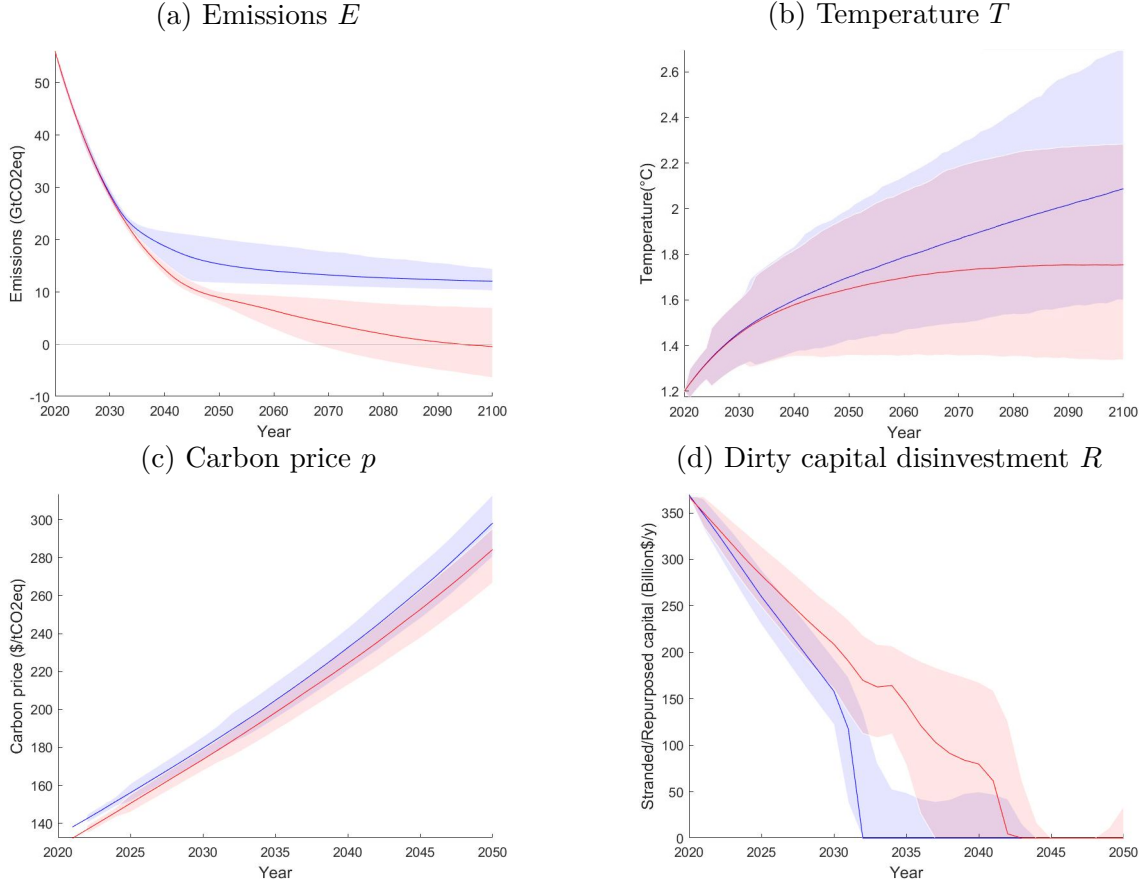 (a) Emissions E
Emissions (GtCO2eq)
50
40
30
20
10
0
-10
2020 2030 2040 2050 2060 2070 2080 2090 2100
Year
(b) Temperature T
Temperature(°C)
2.6
2.4
2.2
2
1.8
1.6
1.4
1.2
2020 2030 2040 2050 2060 2070 2080 2090 2100
Year
(c) Carbon price p
Carbon price ($/tCO2eq)
300
280
260
240
220
200
180
160
140
2020 2025 2030 2035 2040 2045 2050
Year
(d) Dirty capital disinvestment R
Stranded/Repurposed capital (Billion$/y)
350
300
250
200
150
100
50
0
2020 2025 2030 2035 2040 2045 2050
Year